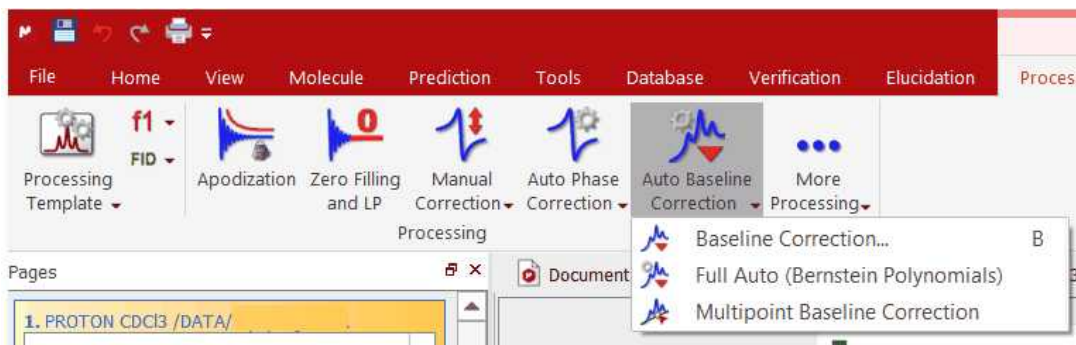 File Home View Molecule Prediction Tools Database Verification Elucidation Proces
f1
FID
0
Processing Template
Apodization
Zero Filling and LP
Manual Correction
Auto Phase Correction
Auto Baseline Correction
More Processing
Processing
Baseline Correction... B
Full Auto (Bernstein Polynomials)
Multipoint Baseline Correction
Pages
Document
1. PROTON CDCl3 /DATA/